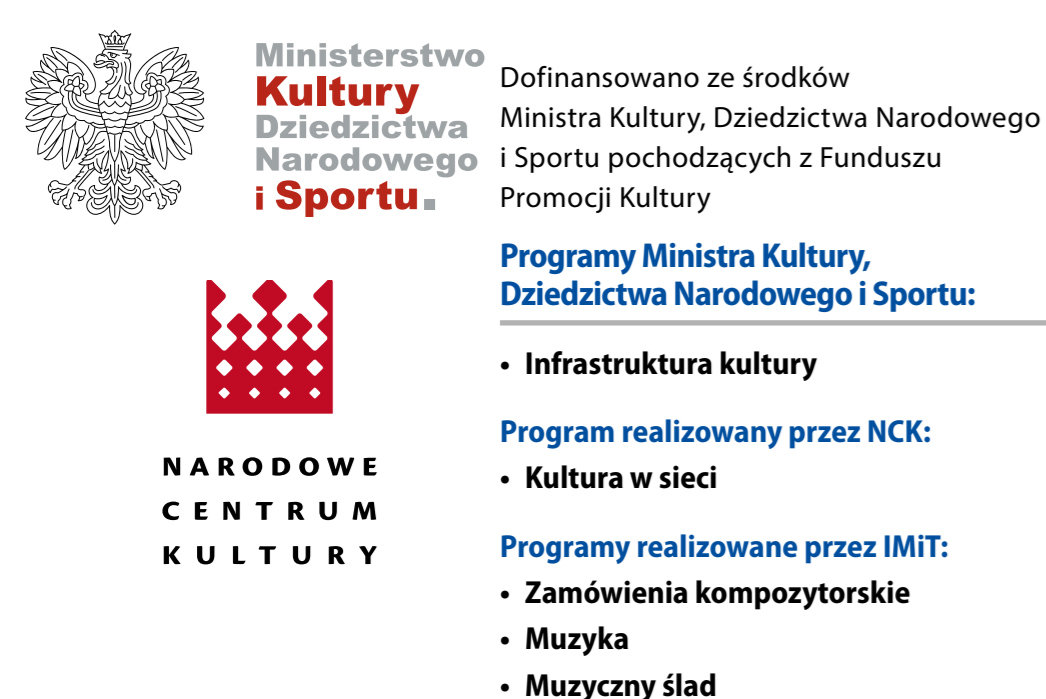 Ministerstwo
Kultury
Dziedzictwa
Narodowego
i Sportu.
Dofinansowano ze środków
Ministra Kultury, Dziedzictwa Narodowego
i Sportu pochodzących z Funduszu
Promocji Kultury
NARODOWE
CENTRUM
KULTURY
Programy Ministra Kultury,
Dziedzictwa Narodowego i Sportu:
• Infrastruktura kultury
Program realizowany przez NCK:
• Kultura w sieci
Programy realizowane przez IMiT:
• Zamówienia kompozytorskie
• Muzyka
• Muzyczny ślad